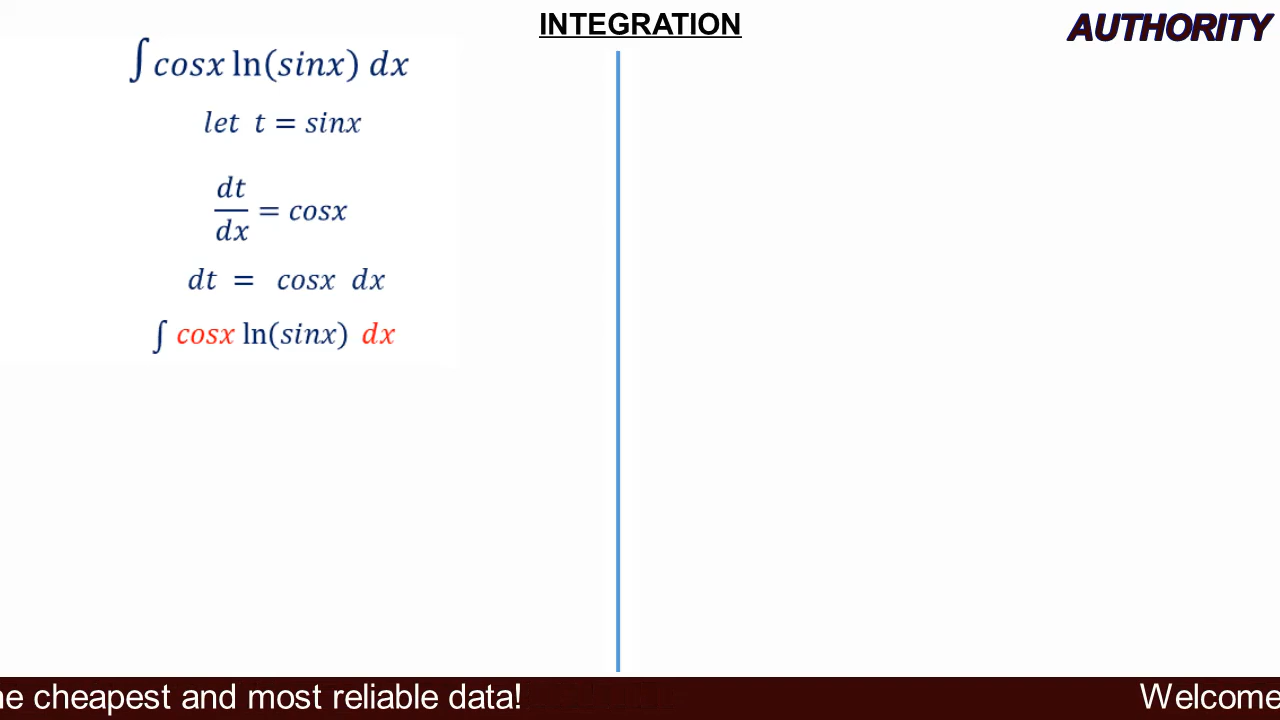 INTEGRATION
AUTHORITY
∫ cosx ln(sinx) dx
let t = sinx
dt/dx = cosx
dt = cosx dx
∫ cosx ln(sinx) dx
cheapest and most reliable data!
Welcome